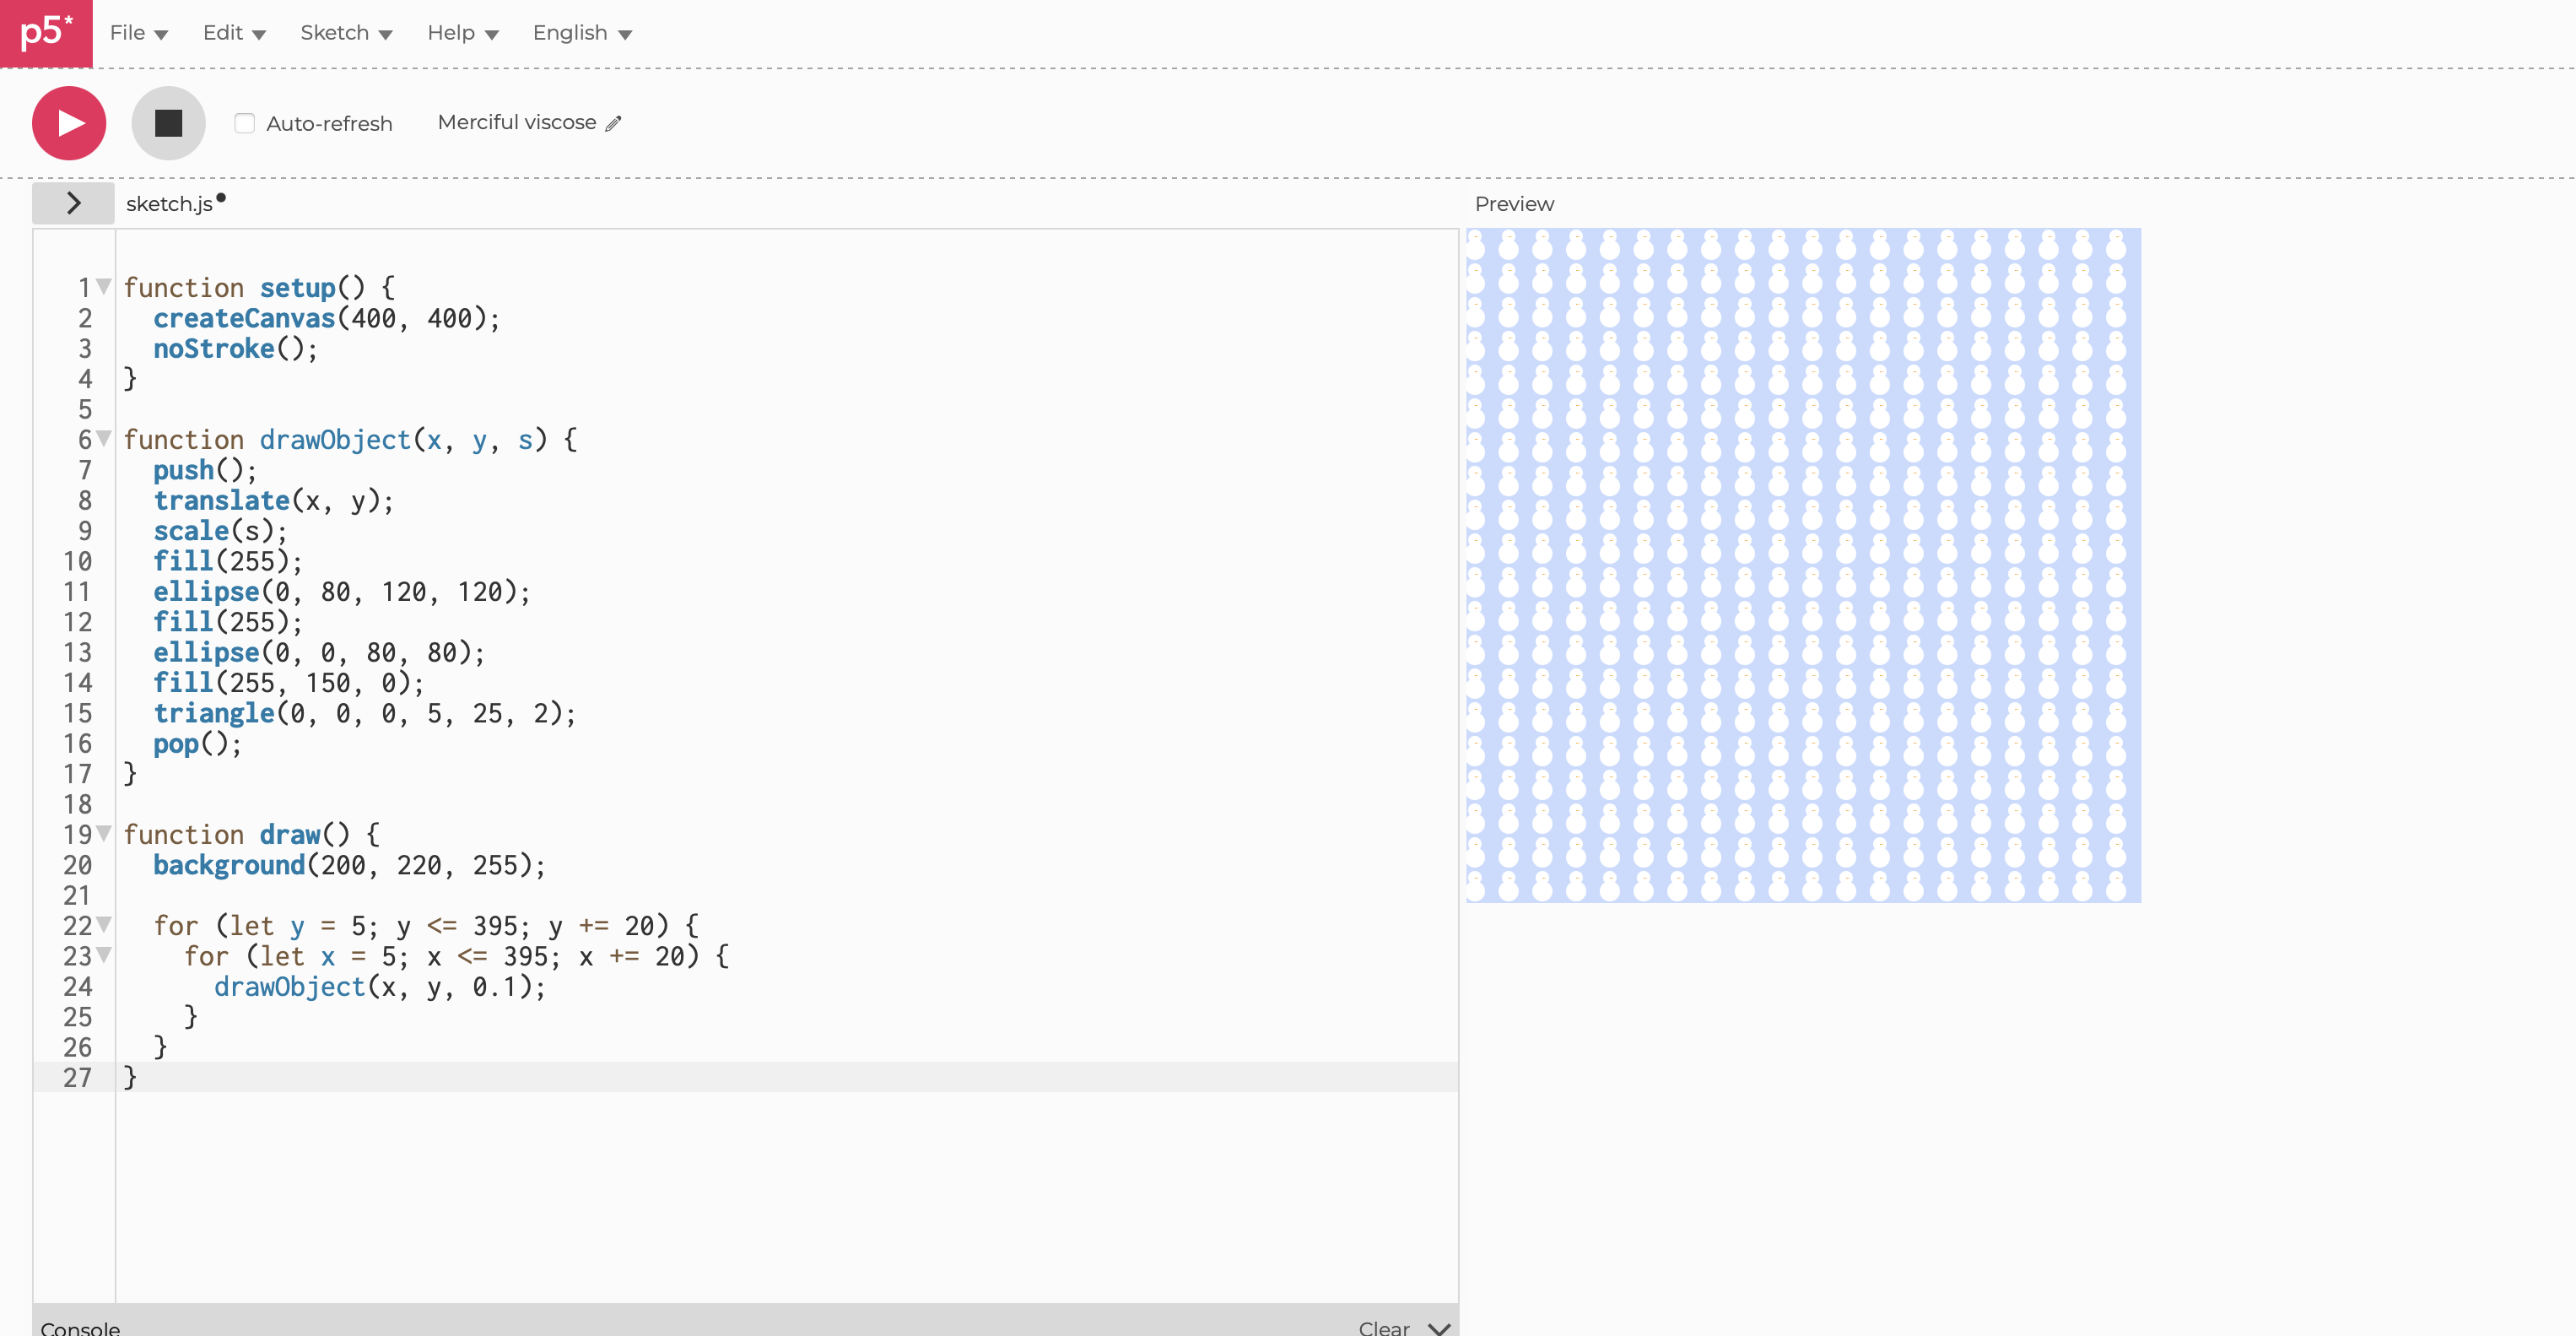 p5* File Edit Sketch Help English
Auto-refresh Merciful viscose
sketch.js Preview
1 function setup() {
2 createCanvas(400, 400);
3 noStroke();
4 }
5
6 function drawObject(x, y, s) {
7 push();
8 translate(x, y);
9 scale(s);
10 fill(255);
11 ellipse(0, 80, 120, 120);
12 fill(255);
13 ellipse(0, 0, 80, 80);
14 fill(255, 150, 0);
15 triangle(0, 0, 0, 5, 25, 2);
16 pop();
17 }
18
19 function draw() {
20 background(200, 220, 255);
21
22 for (let y = 5; y <= 395; y += 20) {
23 for (let x = 5; x <= 395; x += 20) {
24 drawObject(x, y, 0.1);
25 }
26 }
27 }
Console Clear